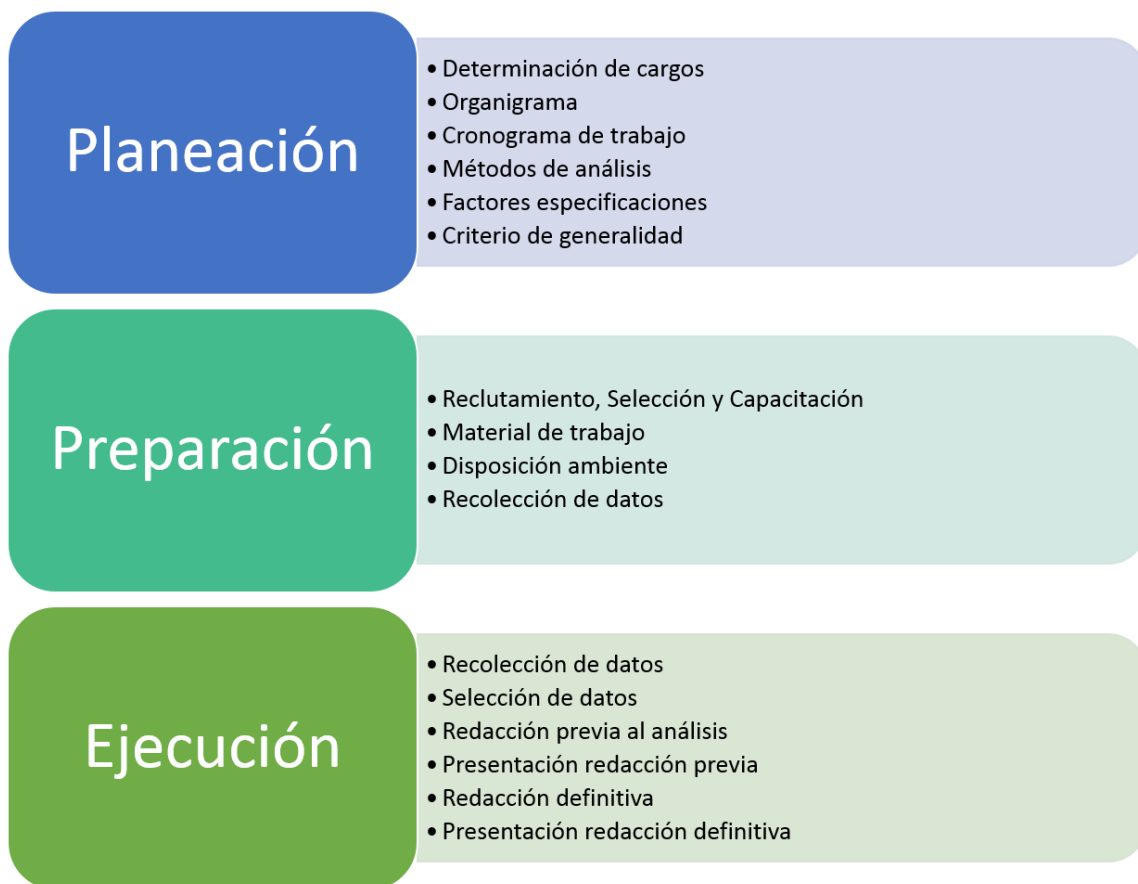 Planeación
• Determinación de cargos
• Organigrama
• Cronograma de trabajo
• Métodos de análisis
• Factores especificaciones
• Criterio de generalidad
Preparación
• Reclutamiento, Selección y Capacitación
• Material de trabajo
• Disposición ambiente
• Recolección de datos
Ejecución
• Recolección de datos
• Selección de datos
• Redacción previa al análisis
• Presentación redacción previa
• Redacción definitiva
• Presentación redacción definitiva